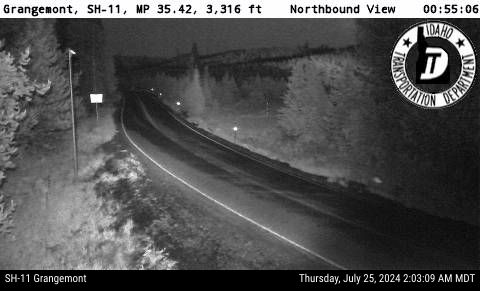 Grangemont, SH-11, MP 35.42, 3,316 ft Northbound View 00:55:06
IDAHO
TRANSPORTATION DEPARTMENT
SH-11 Grangemont Thursday, July 25, 2024 2:03:09 AM MDT